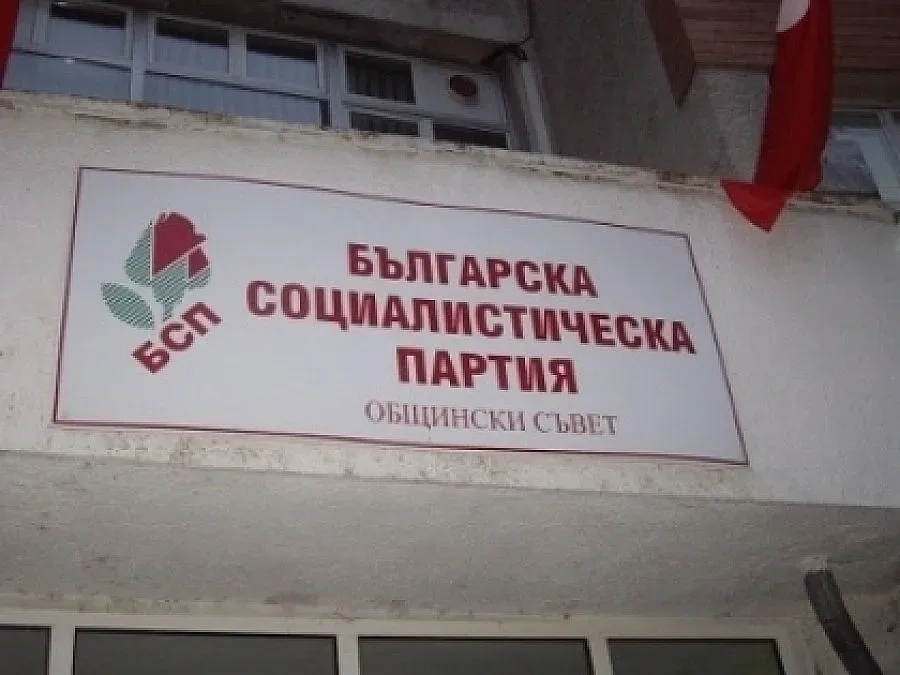 БСП
БЪЛГАРСКА
СОЦИАЛИСТИЧЕСКА
ПАРТИЯ
ОБЩИНСКИ СЪВЕТ